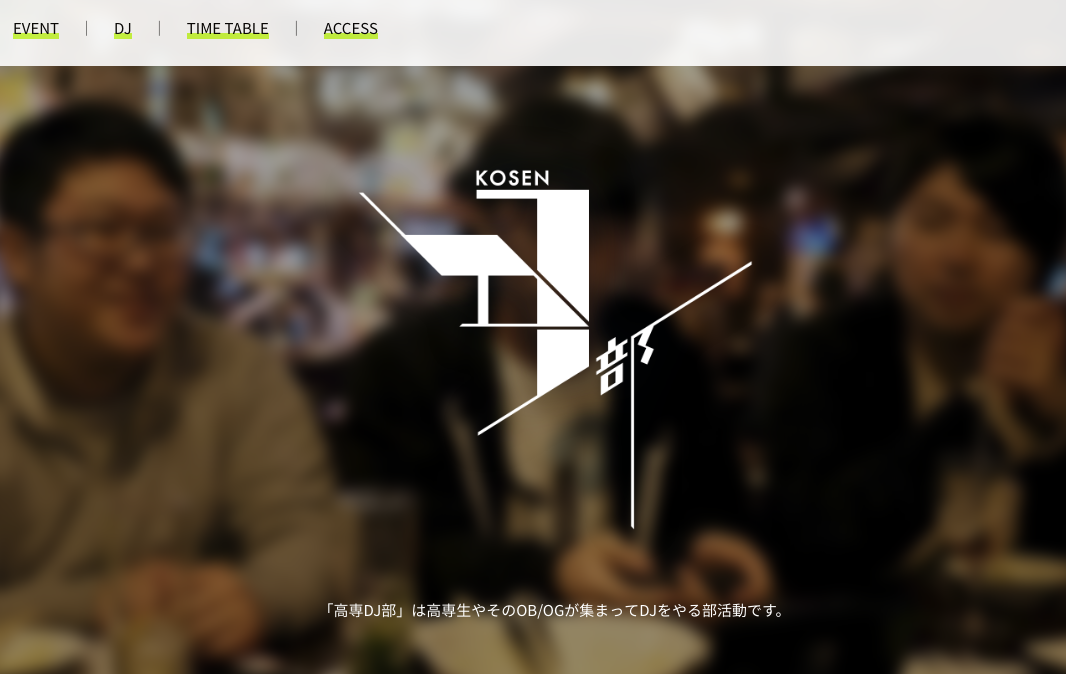 EVENT | DJ | TIME TABLE | ACCESS
KOSEN
部
「高専DJ部」は高専生やそのOB/OGが集まってDJをやる部活動です。